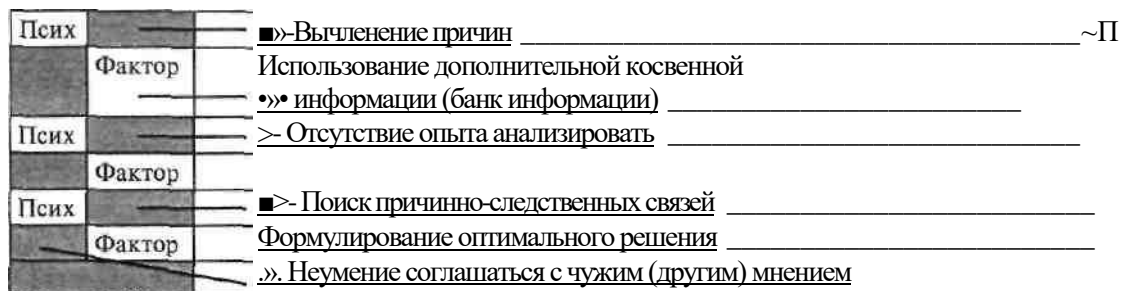 Псих ■»-Вычленение причин ~П
Фактор Использование дополнительной косвенной
•»• информации (банк информации)
Псих >- Отсутствие опыта анализировать
Фактор
Псих ■>- Поиск причинно-следственных связей
Фактор Формулирование оптимального решения
.». Неумение соглашаться с чужим (другим) мнением